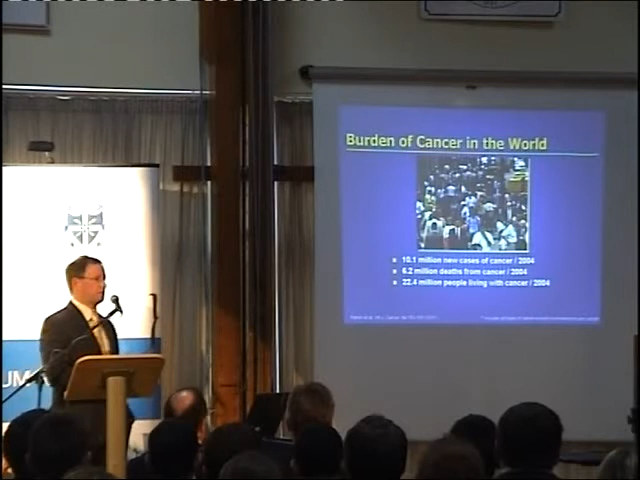 Burden of Cancer in the World
10.1 million new cases of cancer / 2004
6.2 million deaths from cancer / 2004
22.4 million people living with cancer / 2004
UM